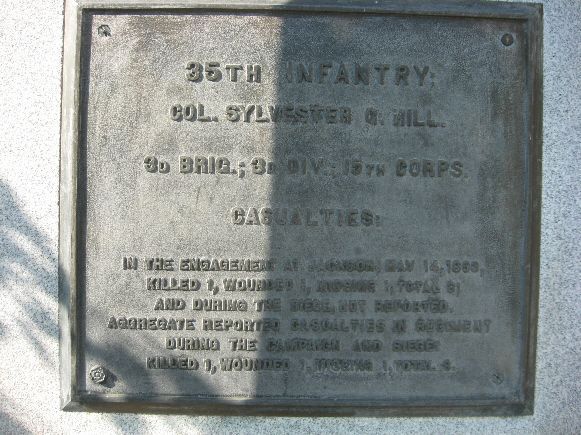 35TH INFANTRY;
COL. SYLVESTER G. HILL.
3D BRIG.; 3D DIV.; 15TH CORPS.
CASUALTIES:
IN THE ENGAGEMENT AT JACKSON, MAY 14, 1863,
KILLED 1, WOUNDED 1, MISSING 1, TOTAL 3;
AND DURING THE SIEGE, NOT REPORTED.
AGGREGATE REPORTED CASUALTIES IN REGIMENT
DURING THE CAMPAIGN AND SIEGE:
KILLED 1, WOUNDED 1, MISSING 1, TOTAL 3.